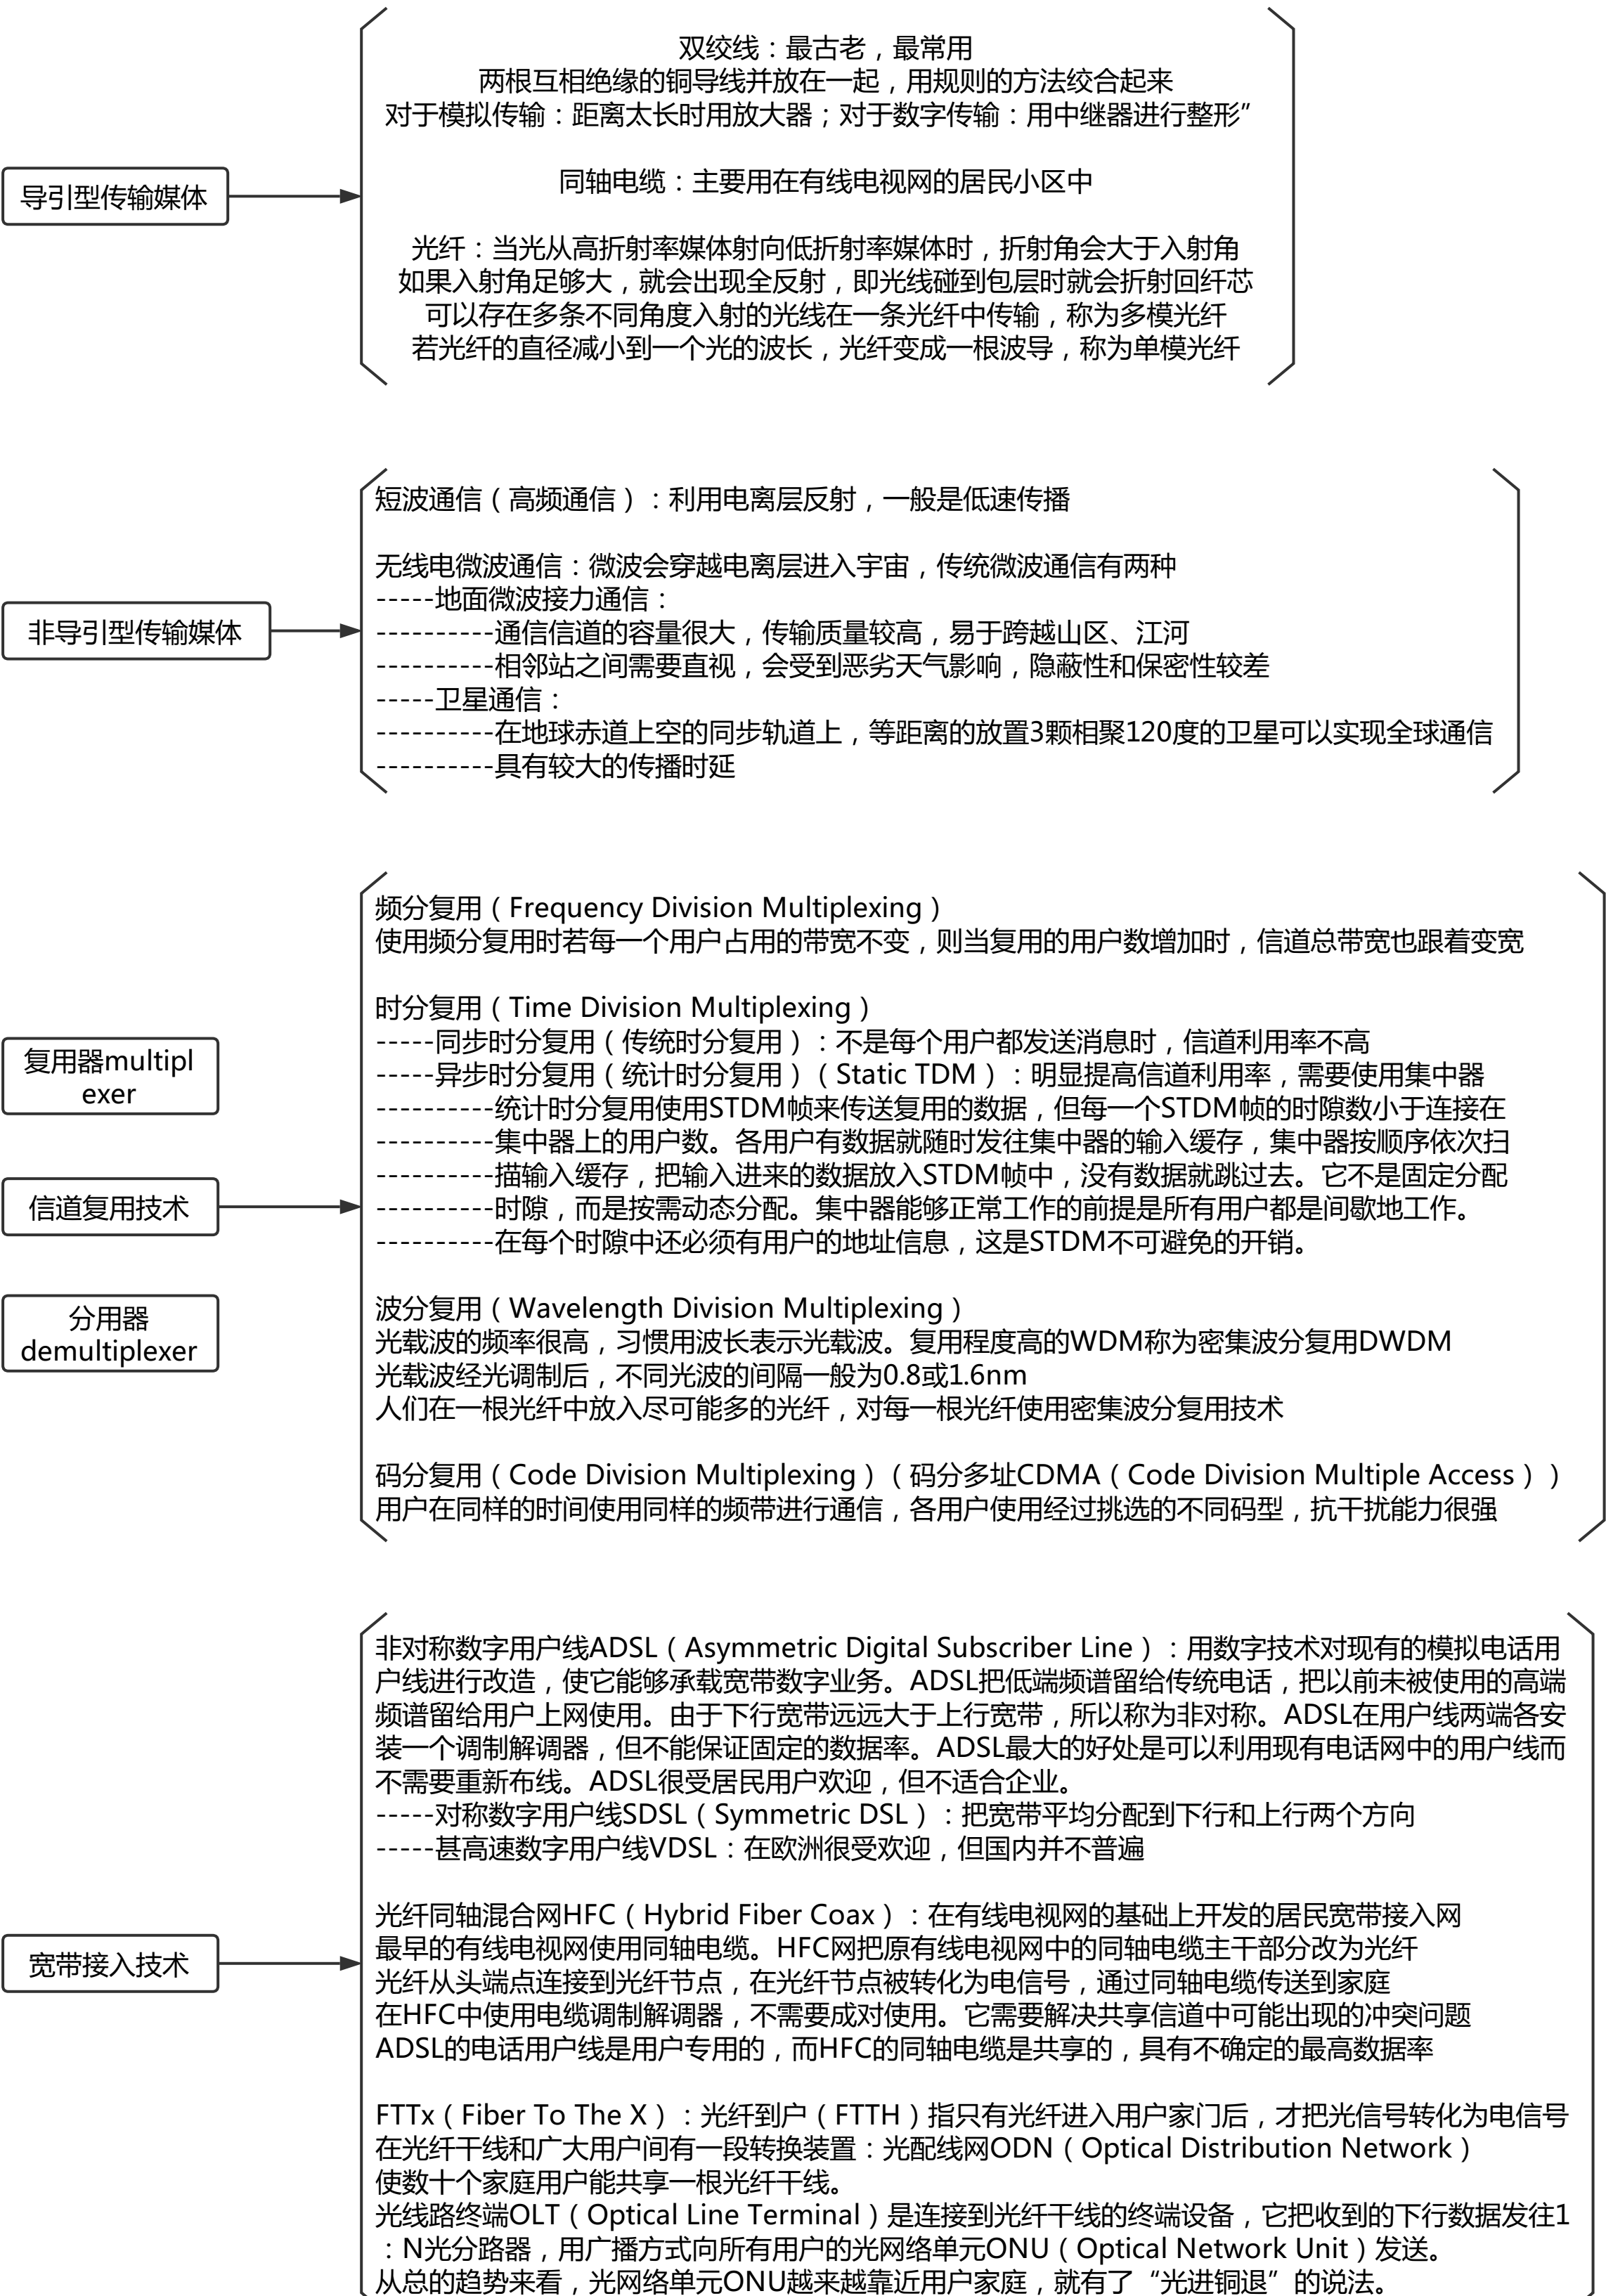 双绞线：最古老，最常用
两根互相绝缘的铜导线并放在一起，用规则的方法绞合起来
对于模拟传输：距离太长时用放大器；对于数字传输：用中继器进行整形”
导引型传输媒体
同轴电缆：主要用在有线电视网的居民小区中
光纤：当光从高折射率媒体射向低折射率媒体时，折射角会大于入射角
如果入射角足够大，就会出现全反射，即光线碰到包层时就会折射回纤芯
可以存在多条不同角度入射的光线在一条光纤中传输，称为多模光纤
若光纤的直径减小到一个光的波长，光纤变成一根波导，称为单模光纤
非导引型传输媒体
短波通信（高频通信）：利用电离层反射，一般是低速传播
无线电微波通信：微波会穿越电离层进入宇宙，传统微波通信有两种
-----地面微波接力通信：
----------通信信道的容量很大，传输质量较高，易于跨越山区、江河
----------相邻站之间需要直视，会受到恶劣天气影响，隐蔽性和保密性较差
-----卫星通信：
----------在地球赤道上空的同步轨道上，等距离的放置3颗相聚120度的卫星可以实现全球通信
----------具有较大的传播时延
复用器multipl
exer
信道复用技术
分用器
demultiplexer
频分复用（Frequency Division Multiplexing）
使用频分复用时若每一个用户占用的带宽不变，则当复用的用户数增加时，信道总带宽也跟着变宽
时分复用（Time Division Multiplexing）
-----同步时分复用（传统时分复用）：不是每个用户都发送消息时，信道利用率不高
-----异步时分复用（统计时分复用）（Static TDM）：明显提高信道利用率，需要使用集中器
----------统计时分复用使用STDM帧来传送复用的数据，但每一个STDM帧的时隙数小于连接在
----------集中器上的用户数。各用户有数据就随时发往集中器的输入缓存，集中器按顺序依次扫
----------描输入缓存，把输入进来的数据放入STDM帧中，没有数据就跳过去。它不是固定分配
----------时隙，而是按需动态分配。集中器能够正常工作的前提是所有用户都是间歇地工作。
----------在每个时隙中还必须有用户的地址信息，这是STDM不可避免的开销。
波分复用（Wavelength Division Multiplexing）
光载波的频率很高，习惯用波长表示光载波。复用程度高的WDM称为密集波分复用DWDM
光载波经光调制后，不同光波的间隔一般为0.8或1.6nm
人们在一根光纤中放入尽可能多的光纤，对每一根光纤使用密集波分复用技术
码分复用（Code Division Multiplexing）（码分多址CDMA（Code Division Multiple Access））
用户在同样的时间使用同样的频带进行通信，各用户使用经过挑选的不同码型，抗干扰能力很强
宽带接入技术
非对称数字用户线ADSL（Asymmetric Digital Subscriber Line）：用数字技术对现有的模拟电话用
户线进行改造，使它能够承载宽带数字业务。ADSL把低端频谱留给传统电话，把以前未被使用的高端
频谱留给用户上网使用。由于下行宽带远远大于上行宽带，所以称为非对称。ADSL在用户线两端各安
装一个调制解调器，但不能保证固定的数据率。ADSL最大的好处是可以利用现有电话网中的用户线而
不需要重新布线。ADSL很受居民用户欢迎，但不适合企业。
-----对称数字用户线SDSL（Symmetric DSL）：把宽带平均分配到下行和上行两个方向
-----甚高速数字用户线VDSL：在欧洲很受欢迎，但国内并不普遍
光纤同轴混合网HFC（Hybrid Fiber Coax）：在有线电视网的基础上开发的居民宽带接入网
最早的有线电视网使用同轴电缆。HFC网把原有线电视网中的同轴电缆主干部分改为光纤
光纤从头端点连接到光纤节点，在光纤节点被转化为电信号，通过同轴电缆传送到家庭
在HFC中使用电缆调制解调器，不需要成对使用。它需要解决共享信道中可能出现的冲突问题
ADSL的电话用户线是用户专用的，而HFC的同轴电缆是共享的，具有不确定的最高数据率
FTTx（Fiber To The X）：光纤到户（FTTH）指只有光纤进入用户家门后，才把光信号转化为电信号
在光纤干线和广大用户间有一段转换装置：光配线网ODN（Optical Distribution Network）
使数十个家庭用户能共享一根光纤干线。
光线路终端OLT（Optical Line Terminal）是连接到光纤干线的终端设备，它把收到的下行数据发往1
：N光分路器，用广播方式向所有用户的光网络单元ONU（Optical Network Unit）发送。
从总的趋势来看，光网络单元ONU越来越靠近用户家庭，就有了“光进铜退”的说法。